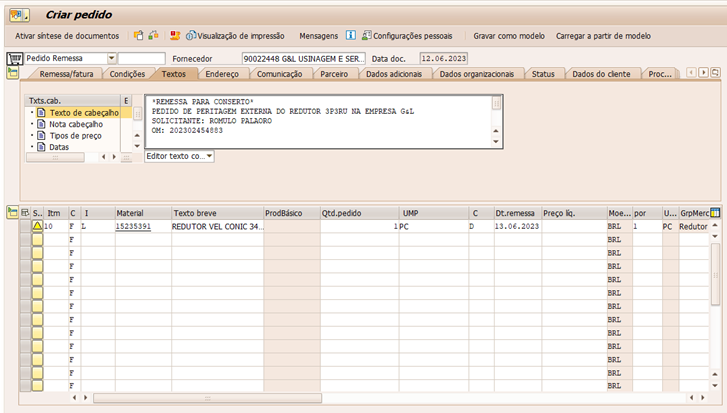 Criar pedido
Ativar síntese de documentos Visualização de impressão Mensagens Configurações pessoais Gravar como modelo Carregar a partir de modelo
Pedido Remessa Fornecedor 90022448 G&L USINAGEM E SER... Data doc. 12.06.2023
Remessa/fatura Condições Textos Endereço Comunicação Parceiro Dados adicionais Dados organizacionais Status Dados do cliente Proc...
Txts.cab. E
Texto de cabeçalho
Nota cabeçalho
Tipos de preço
Datas
*REMESSA PARA CONSERTO*
PEDIDO DE PERITAGEM EXTERNA DO REDUTOR 3P3RU NA EMPRESA G&L
SOLICITANTE: ROMULO PALAORO
OM: 202302454883
Editor texto co...
S.. Itm C I Material Texto breve ProdBásico Qtd.pedido UMP C Dt.remessa Preço líq. Moe... por U... GrpMerc
10 F L 15235391 REDUTOR VEL CONIC 34... 1 PC D 13.06.2023 BRL 1 PC Redutor
F BRL
F BRL
F BRL
F BRL
F BRL
F BRL
F BRL
F BRL
F BRL
F BRL
F BRL
F BRL